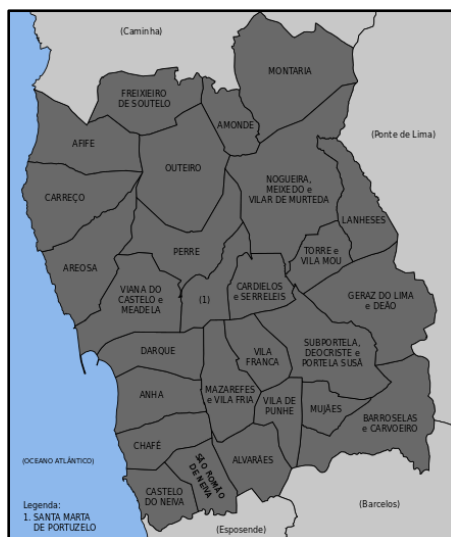 (Caminha)
MONTARIA
FREIXIEIRO
DE SOUTELO
AMONDE
(Ponte de Lima)
AFIFE
OUTEIRO
NOGUEIRA,
MEIXEDO e
VILAR DE MURTEDA
CARREÇO
LANHESES
PERRE
TORRE e
VILA MOU
AREOSA
VIANA DO
CASTELO e
MEADELA
(1)
CARDIELOS
e SERRELEIS
GERAZ DO LIMA
e DEÃO
DARQUE
VILA
FRANCA
SUBPORTELA,
DEOCRISTE e
PORTELA SUSÃ
ANHA
MAZAREFES
e VILA FRIA
VILA DE
PUNHE
MUJÃES
BARROSELAS
e CARVOEIRO
CHAFÉ
SÃO ROMÃO
DE NEIVA
ALVARÃES
(OCEANO ATLÂNTICO)
CASTELO
DO NEIVA
Legenda:
1. SANTA MARTA
DE PORTUZELO
(Esposende)
(Barcelos)